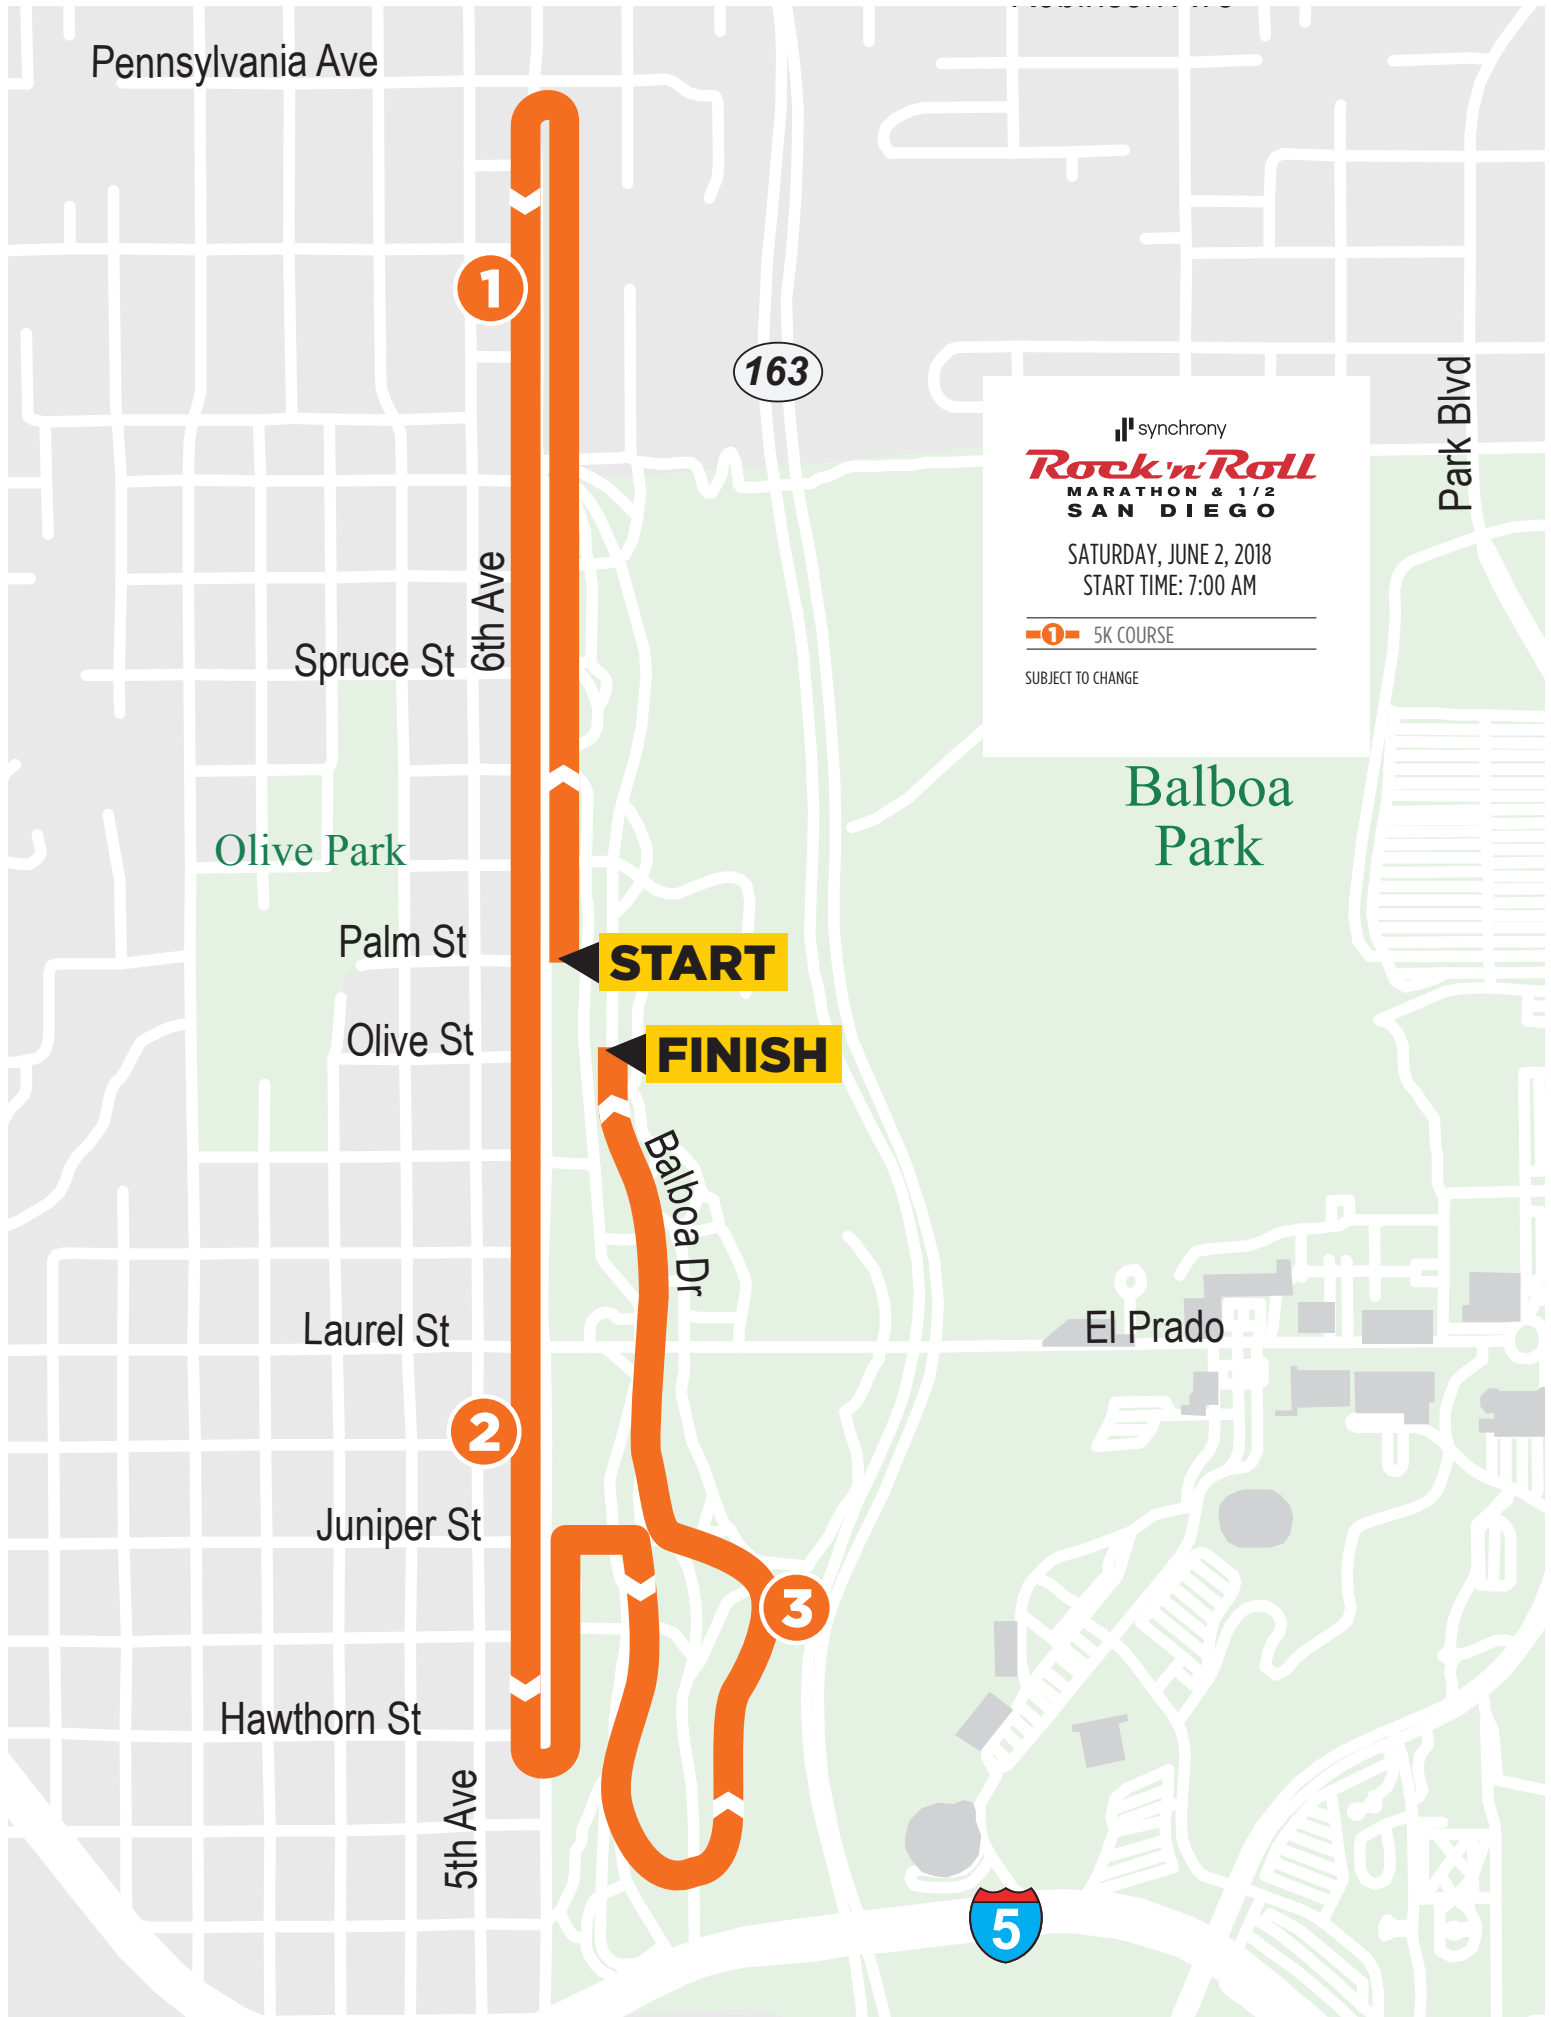 Pennsylvania Ave
1
163
Park Blvd
synchrony
Rock 'n' Roll
MARATHON & 1/2
SAN DIEGO
SATURDAY, JUNE 2, 2018
START TIME: 7:00 AM
1 5K COURSE
SUBJECT TO CHANGE
6th Ave
Spruce St
Balboa
Park
Olive Park
Palm St
START
Olive St
FINISH
Balboa Dr
Laurel St
El Prado
2
Juniper St
3
Hawthorn St
5th Ave
5